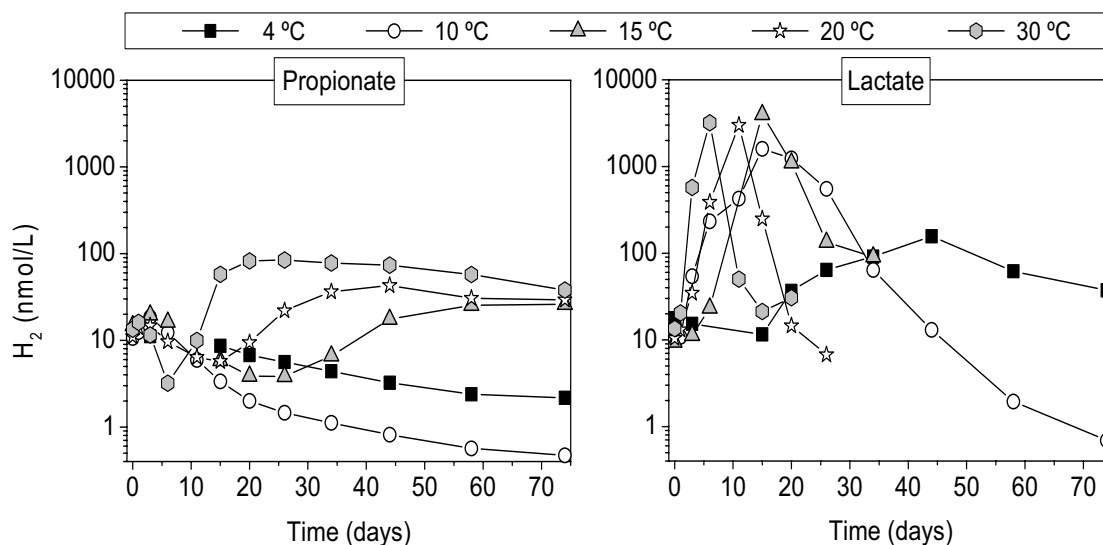 4 ºC 10 ºC 15 ºC 20 ºC 30 ºC
Propionate Lactate
10000 10000
1000 1000
100 100
10 10
1 1
H2 (nmol/L)
0 10 20 30 40 50 60 70 0 10 20 30 40 50 60 70
Time (days) Time (days)